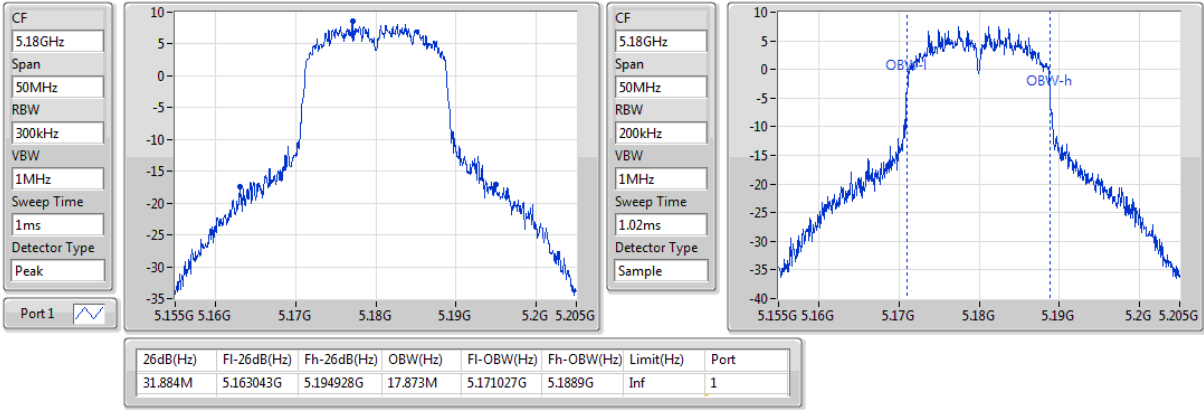 CF
5.18GHz
Span
50MHz
RBW
300kHz
VBW
1MHz
Sweep Time
1ms
Detector Type
Peak
Port 1
10-
5-
0-
-5-
-10-
-15-
-20-
-25-
-30-
-35-
5.155G 5.16G 5.17G 5.18G 5.19G 5.2G 5.205G
CF
5.18GHz
Span
50MHz
RBW
200kHz
VBW
1MHz
Sweep Time
1.02ms
Detector Type
Sample
10-
5-
0-
-5-
-10-
-15-
-20-
-25-
-30-
-35-
-40-
OBW-l
OBW-h
5.155G 5.16G 5.17G 5.18G 5.19G 5.2G 5.205G
26dB(Hz) Fl-26dB(Hz) Fh-26dB(Hz) OBW(Hz) Fl-OBW(Hz) Fh-OBW(Hz) Limit(Hz) Port
31.884M 5.163043G 5.194928G 17.873M 5.171027G 5.1889G Inf 1